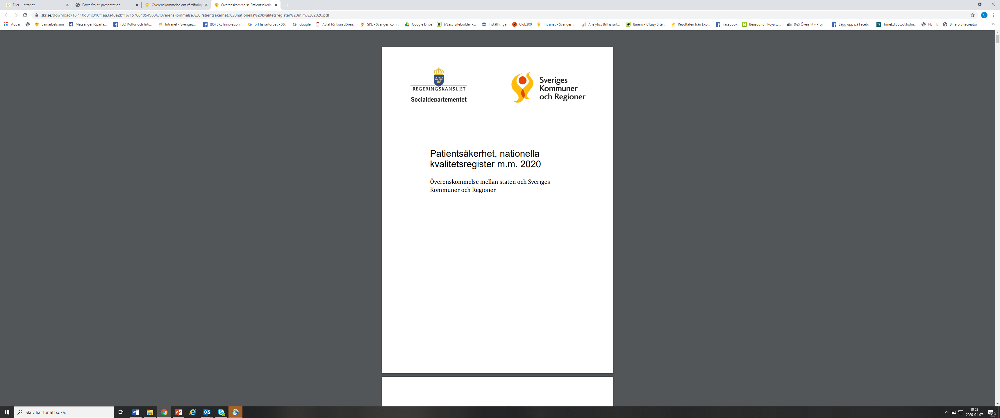 Filer - Intranet
PowerPoint-presentation
Överenskommelse om vårdförlop
Överenskommelse Patientsäkerhe
skr.se/download/18.410d01c916f1aa3a48e2bf16/1576848549836/Överenskommelse%20Patientsäkerhet,%20nationella%20kvalitetsregister%20m.m%202020.pdf
S
Appar
Samarbetsrum
Messenger löparfa...
(56) Kultur och friti...
Intranet - Sveriges...
(85) SKL Innovation...
brf fiskartorpet - Sö...
Google
Avtal för konstfören...
SKL - Sveriges Kom...
Google Drive
b'Easy Sitebuilder -...
Inställningar
Club300
Intranet - Sveriges...
Analytics BrfFiskart...
Binero - b'Easy Site...
Resultaten från Eko...
Facebook
Bensound | Royalty...
(62) Översikt - Proj...
Lägg upp på Faceb...
TimeEdit Stockholm...
Ny flik
Binero Sitecreator
»
REGERINGSKANSLIET
Socialdepartementet
Sveriges
Kommuner
och Regioner
Patientsäkerhet, nationella
kvalitetsregister m.m. 2020
Överenskommelse mellan staten och Sveriges
Kommuner och Regioner
Skriv här för att söka.
10:53
2020-01-07
26